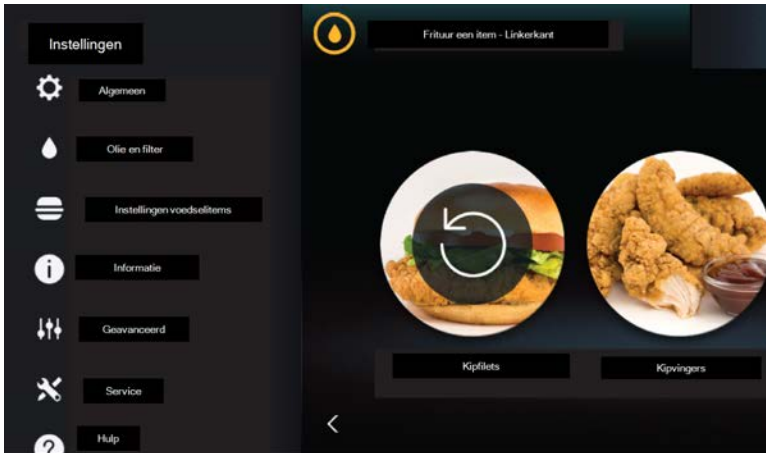 Instellingen
Algemeen
Olie en filter
Instellingen voedselitems
Informatie
Geavanceerd
Service
Hulp
Frituur een item - Linkerkant
Kipfilets
Kipvingers